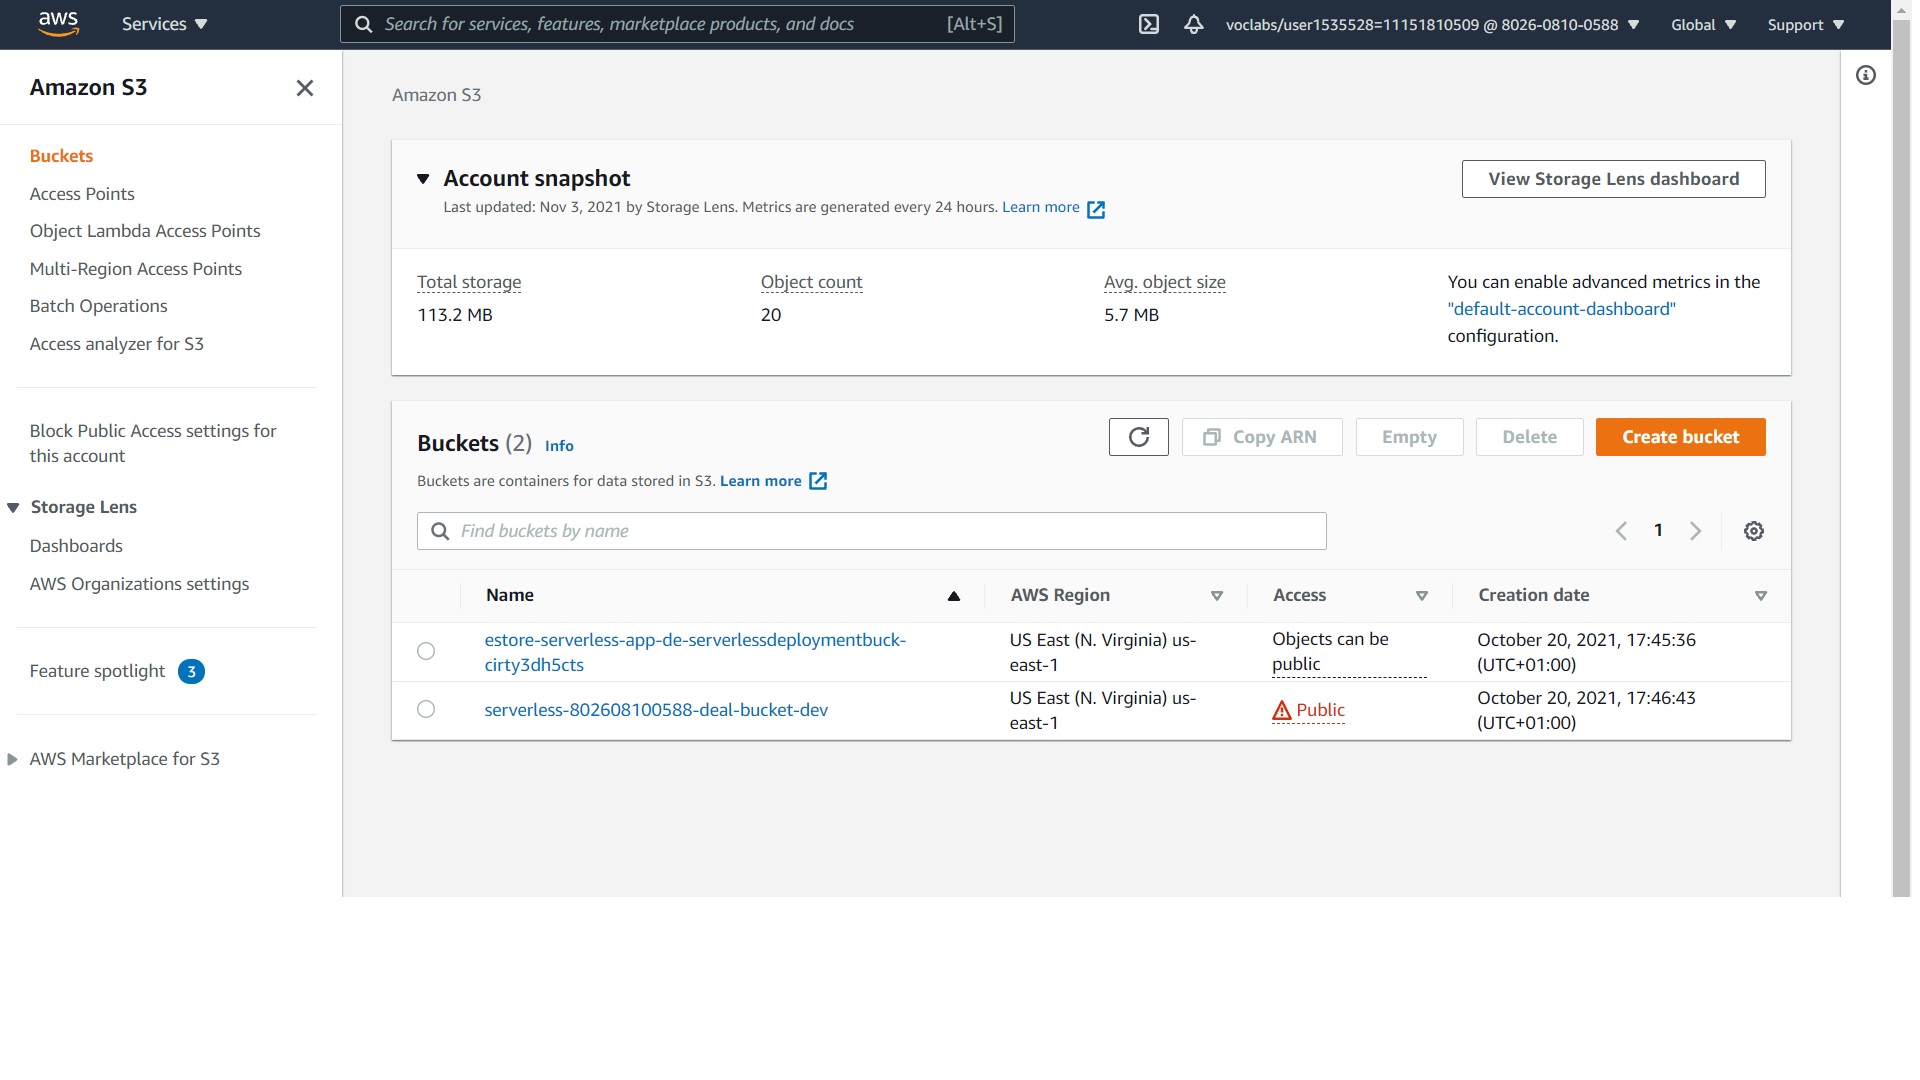 aws
Services
Search for services, features, marketplace products, and docs [Alt+S]
voclabs/user1535528=11151810509 @ 8026-0810-0588
Global
Support
Amazon S3
Buckets
Access Points
Object Lambda Access Points
Multi-Region Access Points
Batch Operations
Access analyzer for S3
Block Public Access settings for
this account
Storage Lens
Dashboards
AWS Organizations settings
Feature spotlight 3
AWS Marketplace for S3
Amazon S3
Account snapshot
View Storage Lens dashboard
Last updated: Nov 3, 2021 by Storage Lens. Metrics are generated every 24 hours. Learn more
Total storage
113.2 MB
Object count
20
Avg. object size
5.7 MB
You can enable advanced metrics in the
"default-account-dashboard"
configuration.
Buckets (2) Info
Copy ARN
Empty
Delete
Create bucket
Buckets are containers for data stored in S3. Learn more
Find buckets by name
1
Name
AWS Region
Access
Creation date
estore-serverless-app-de-serverlessdeploymentbuck-
cirty3dh5cts
US East (N. Virginia) us-
east-1
Objects can be
public
October 20, 2021, 17:45:36
(UTC+01:00)
serverless-802608100588-deal-bucket-dev
US East (N. Virginia) us-
east-1
Public
October 20, 2021, 17:46:43
(UTC+01:00)